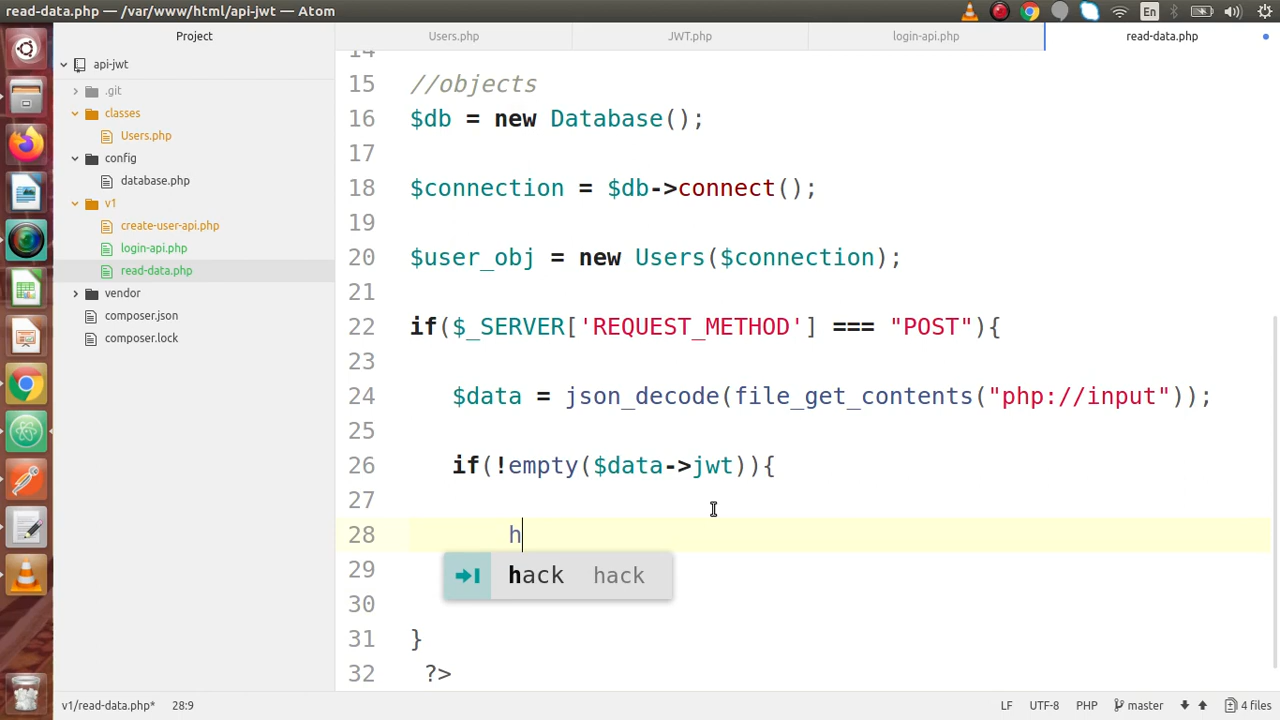 read-data.php — /var/www/html/api-jwt — Atom
En
Project
Users.php
JWT.php
login-api.php
read-data.php
api-jwt
.git
classes
Users.php
config
database.php
v1
create-user-api.php
login-api.php
read-data.php
vendor
composer.json
composer.lock
14
15 //objects
16 $db = new Database();
17
18 $connection = $db->connect();
19
20 $user_obj = new Users($connection);
21
22 if($_SERVER['REQUEST_METHOD'] === "POST"){
23
24 $data = json_decode(file_get_contents("php://input"));
25
26 if(!empty($data->jwt)){
27
28 h
hack hack
29
30
31 }
32 ?>
v1/read-data.php* 28:9
LF UTF-8 PHP master 4 files